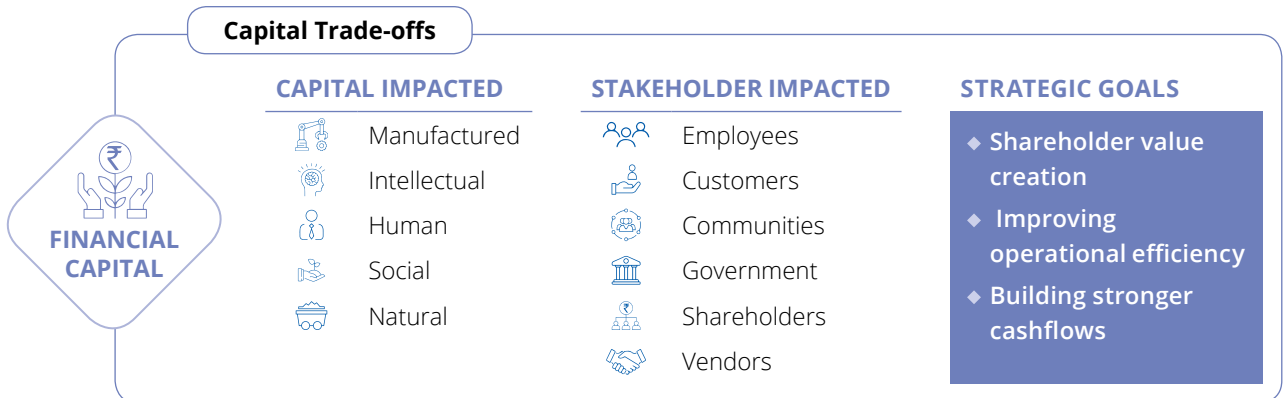 Capital Trade-offs
₹
FINANCIAL
CAPITAL
CAPITAL IMPACTED
Manufactured
Intellectual
Human
Social
Natural
STAKEHOLDER IMPACTED
Employees
Customers
Communities
Government
₹
Shareholders
Vendors
STRATEGIC GOALS
◆ Shareholder value
creation
◆ Improving
operational efficiency
◆ Building stronger
cashflows